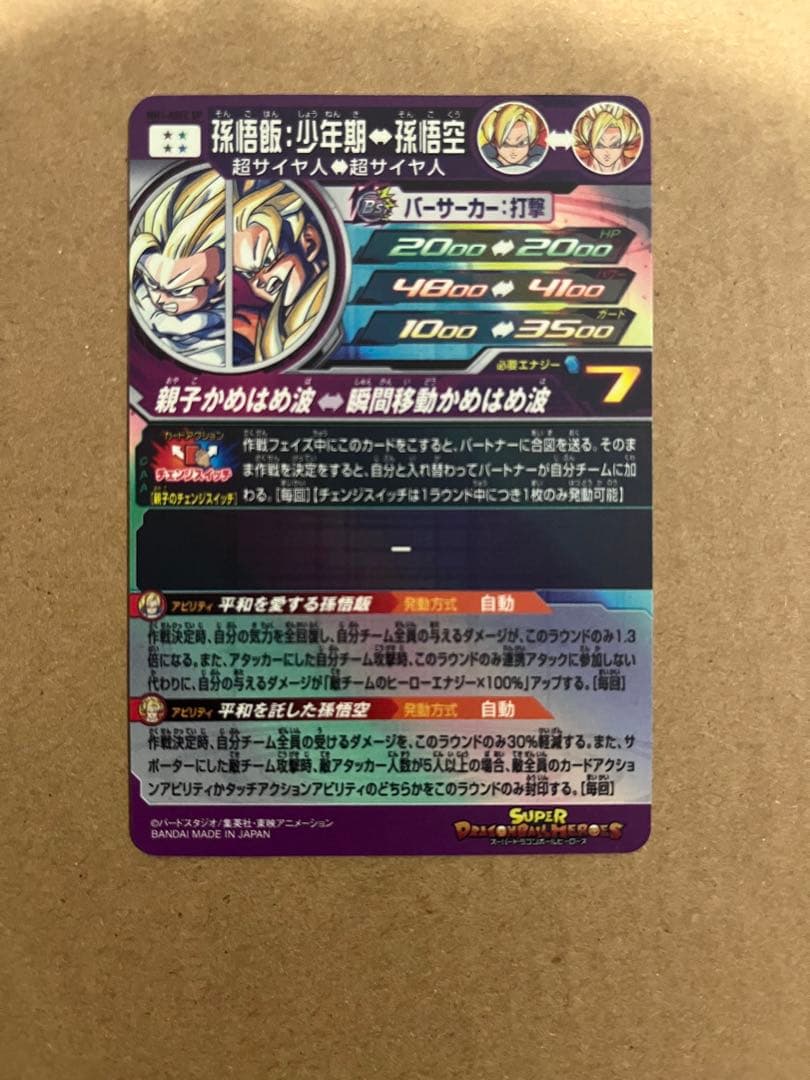 孫悟飯:少年期⇔孫悟空
超サイヤ人⇔超サイヤ人
BS バーサーカー:打撃
HP
2000⇔2000
パワー
4800⇔4100
ガード
1000⇔3500
必要エナジー 7
親子かめはめ波⇔瞬間移動かめはめ波
CAA
カードアクション
チェンジスイッチ
[親子のチェンジスイッチ]
作戦フェイズ中にこのカードをこすると、パートナーに合図を送る。そのま
ま作戦を決定をすると、自分と入れ替わってパートナーが自分チームに加
わる。[毎回]【チェンジスイッチは1ラウンド中につき1枚のみ発動可能】
ー
アビリティ 平和を愛する孫悟飯 発動方式 自動
作戦決定時、自分の気力を全回復し、自分チーム全員の与えるダメージが、このラウンドのみ1.3
倍になる。また、アタッカーにした自分チーム攻撃時、このラウンドのみ連携アタックに参加しない
代わりに、自分の与えるダメージが「敵チームのヒーローエナジー×100%」アップする。[毎回]
アビリティ 平和を託した孫悟空 発動方式 自動
作戦決定時、自分チーム全員の受けるダメージを、このラウンドのみ30%軽減する。また、サ
ポーターにした敵チーム攻撃時、敵アタッカー人数が5人以上の場合、敵全員のカードアクショ
ンアビリティかタッチアクションアビリティのどちらかをこのラウンドのみ封印する。[毎回]
©バードスタジオ/集英社・東映アニメーション
BANDAI MADE IN JAPAN
SUPER
DRAGONBALL HEROES
スーパードラゴンボールヒーローズ